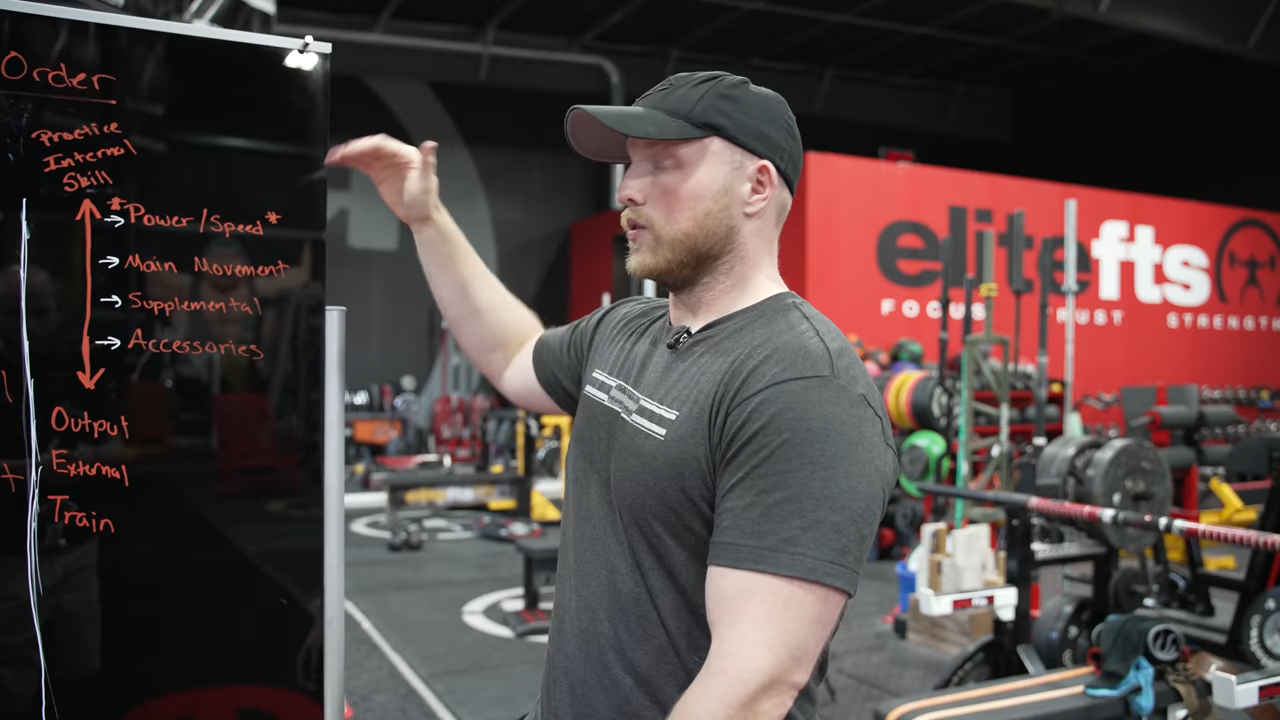 Order
Practice
Internal
Skill
*Power/Speed*
Main Movement
Supplemental
Accessories
Output
External
Train
elitefts
FOCUS TRUST STRENGTH